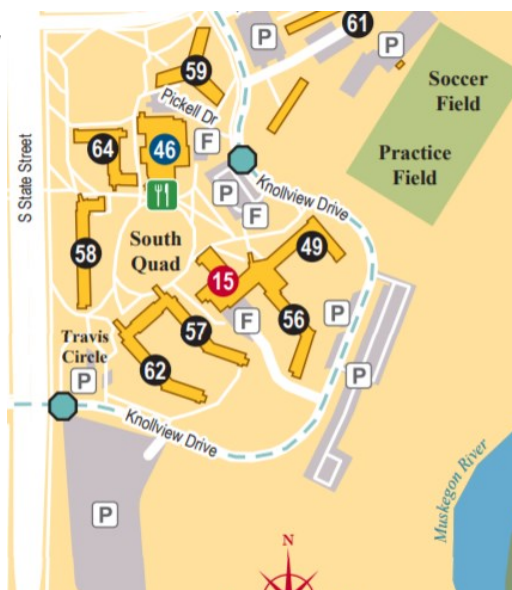 61
P
P
59
Soccer
Field
Pickell Dr
64
46
F
Practice
Field
S State Street
P
Knollview Drive
F
South
Quad
49
58
15
57
F
56
P
Travis
Circle
P
62
P
Knollview Drive
P
Muskegon River
N